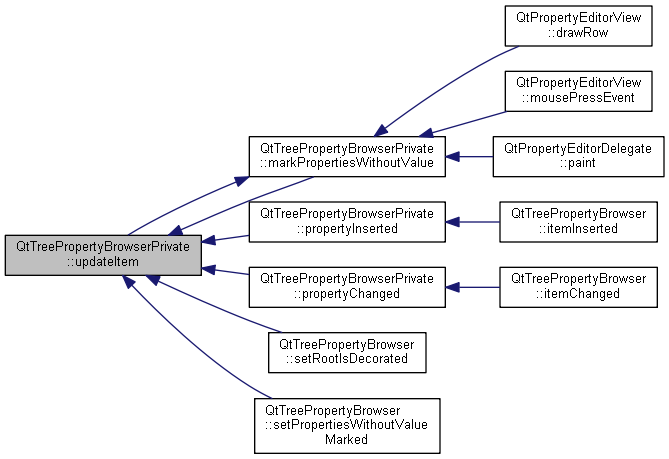 QtPropertyEditorView
::drawRow
QtPropertyEditorView
::mousePressEvent
QtTreePropertyBrowserPrivate
::markPropertiesWithoutValue
QtPropertyEditorDelegate
::paint
QtTreePropertyBrowserPrivate
::propertyInserted
QtTreePropertyBrowser
::itemInserted
QtTreePropertyBrowserPrivate
::updateItem
QtTreePropertyBrowserPrivate
::propertyChanged
QtTreePropertyBrowser
::itemChanged
QtTreePropertyBrowser
::setRootIsDecorated
QtTreePropertyBrowser
::setPropertiesWithoutValue
Marked